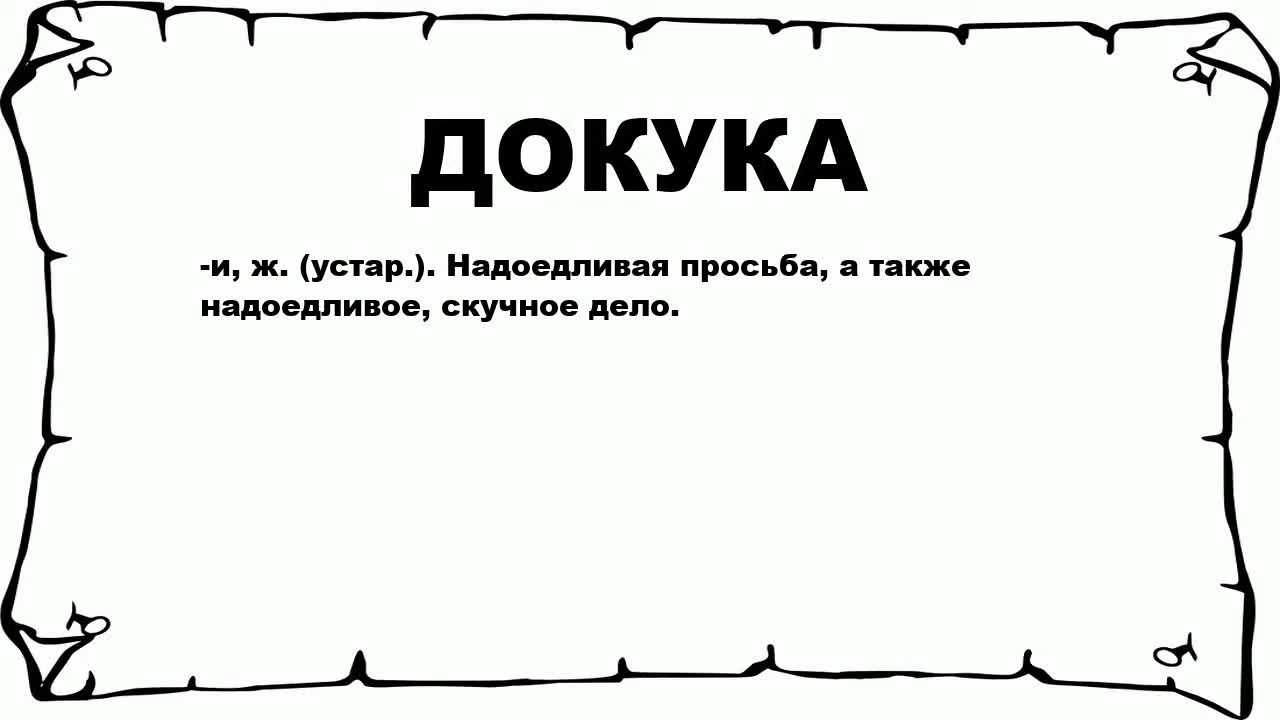 ДОКУКА
-и, ж. (устар.). Надоедливая просьба, а также
надоедливое, скучное дело.